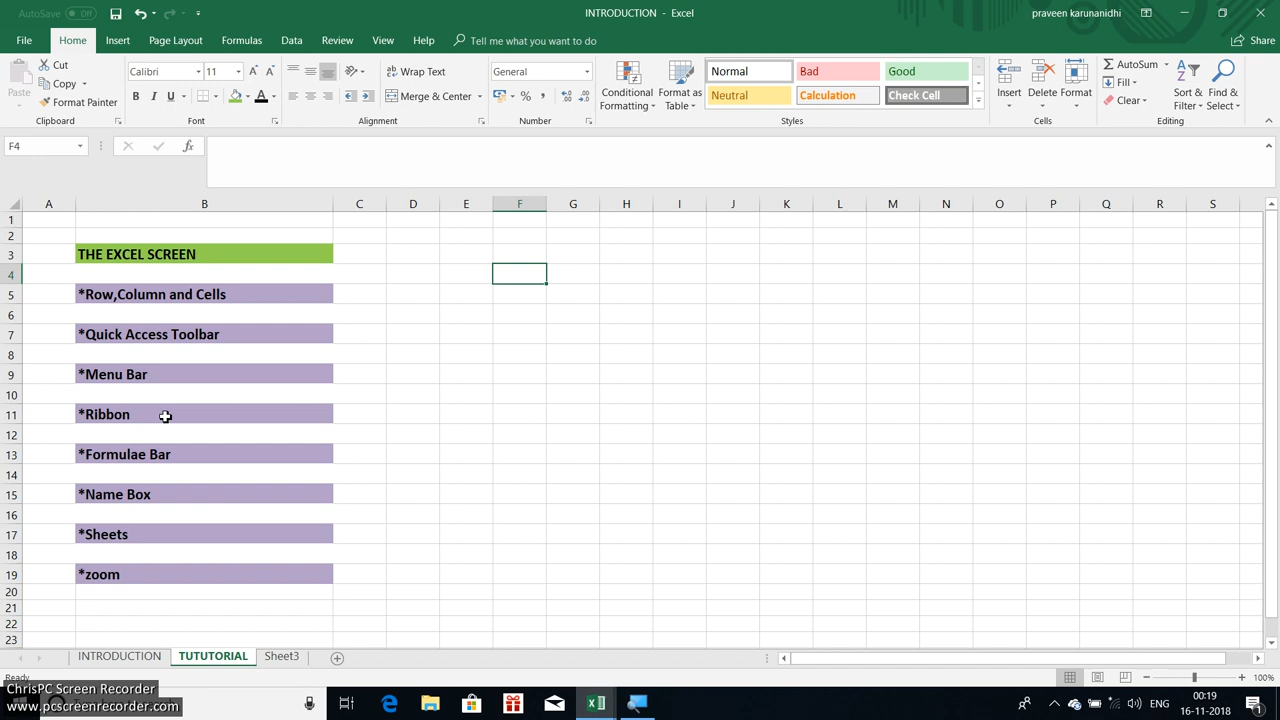 AutoSave Off
INTRODUCTION - Excel
praveen karunanidhi
File Home Insert Page Layout Formulas Data Review View Help Tell me what you want to do Share
Paste
Cut
Copy
Format Painter
Clipboard
Calibri 11
B I U A
Font
Wrap Text
Merge & Center
Alignment
General
% ,
Number
Conditional Formatting
Format as Table
Normal Bad Good
Neutral Calculation Check Cell
Styles
Insert Delete Format
Cells
AutoSum
Fill
Clear
Sort & Filter
Find & Select
Editing
F4 fx
A B C D E F G H I J K L M N O P Q R S
1
2
3 THE EXCEL SCREEN
4
5 *Row,Column and Cells
6
7 *Quick Access Toolbar
8
9 *Menu Bar
10
11 *Ribbon
12
13 *Formulae Bar
14
15 *Name Box
16
17 *Sheets
18
19 *zoom
20
21
22
23
INTRODUCTION TUTUTORIAL Sheet3
Ready
100%
ChrisPC Screen Recorder
www.pcscreenrecorder.com
ENG
00:19
16-11-2018